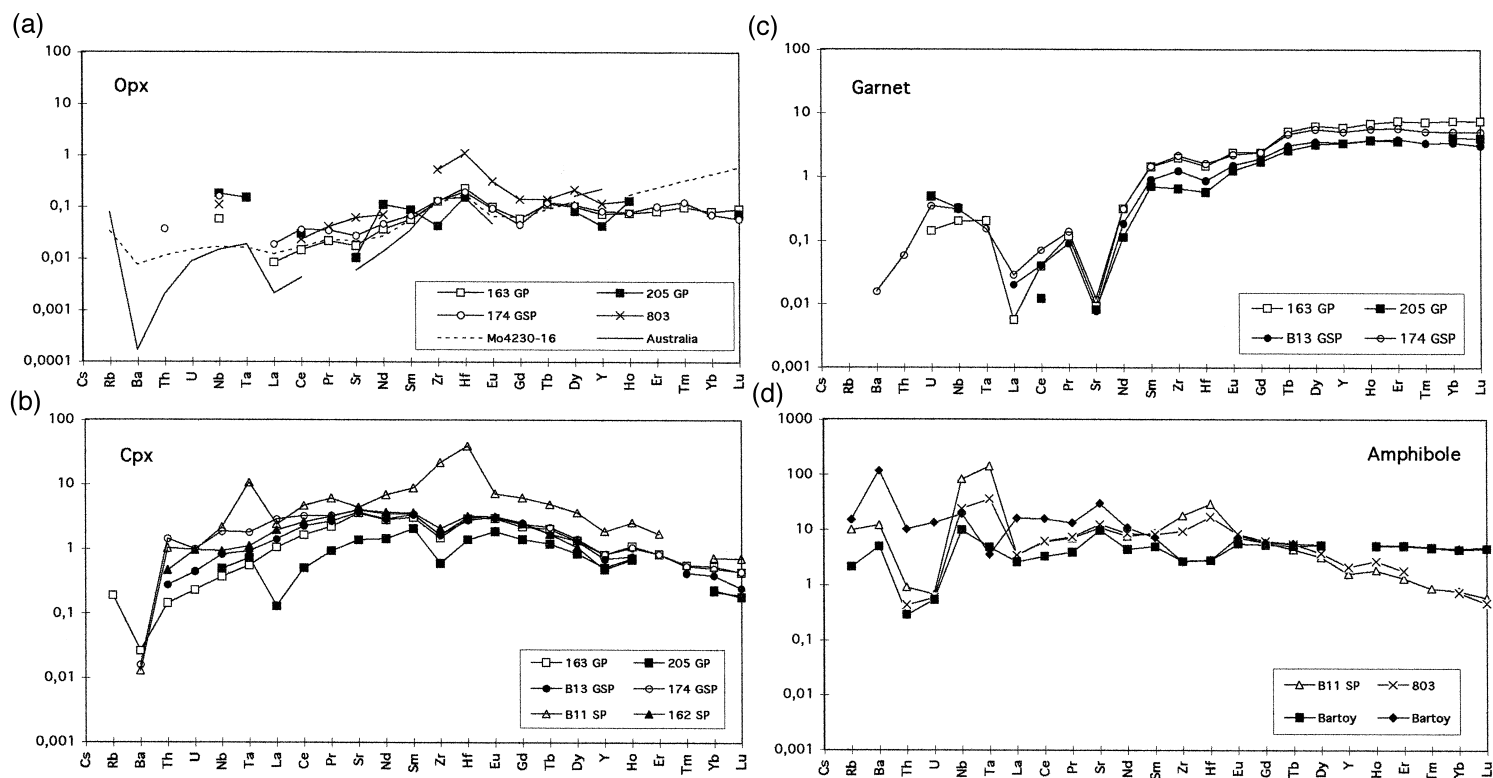 (a)
Opx
100
10
1
0,1
0,01
0,001
0,0001
163 GP 205 GP
174 GSP 803
Mo4230-16 Australia
Cs Rb Ba Th U Nb Ta La Ce Pr Sr Nd Sm Zr Hf Eu Gd Tb Dy Y Ho Er Tm Yb Lu
(b)
Cpx
100
10
1
0,1
0,01
0,001
163 GP 205 GP
B13 GSP 174 GSP
B11 SP 162 SP
Cs Rb Ba Th U Nb Ta La Ce Pr Sr Nd Sm Zr Hf Eu Gd Tb Dy Y Ho Er Tm Yb Lu
(c)
Garnet
100
10
1
0,1
0,01
0,001
163 GP 205 GP
B13 GSP 174 GSP
Cs Rb Ba Th U Nb Ta La Ce Pr Sr Nd Sm Zr Hf Eu Gd Tb Dy Y Ho Er Tm Yb Lu
(d)
Amphibole
1000
100
10
1
0,1
0,01
0,001
B11 SP 803
Bartoy Bartoy
Cs Rb Ba Th U Nb Ta La Ce Pr Sr Nd Sm Zr Hf Eu Gd Tb Dy Y Ho Er Tm Yb Lu